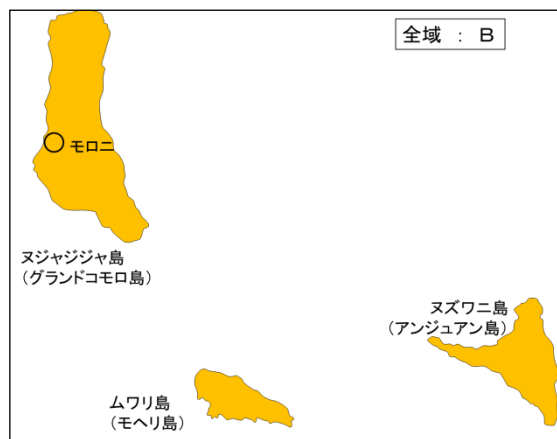 全域 : B
モロニ
ヌジャジジャ島
（グランドコモロ島）
ヌズワニ島
（アンジュアン島）
ムワリ島
（モヘリ島）